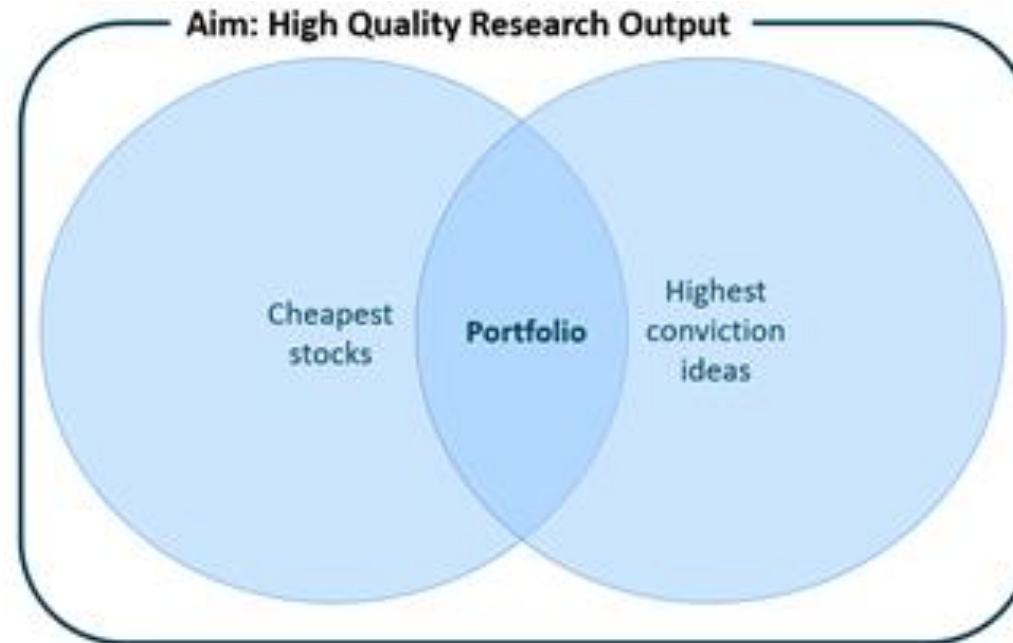 Aim: High Quality Research Output
Cheapest
stocks
Portfolio
Highest
conviction
ideas